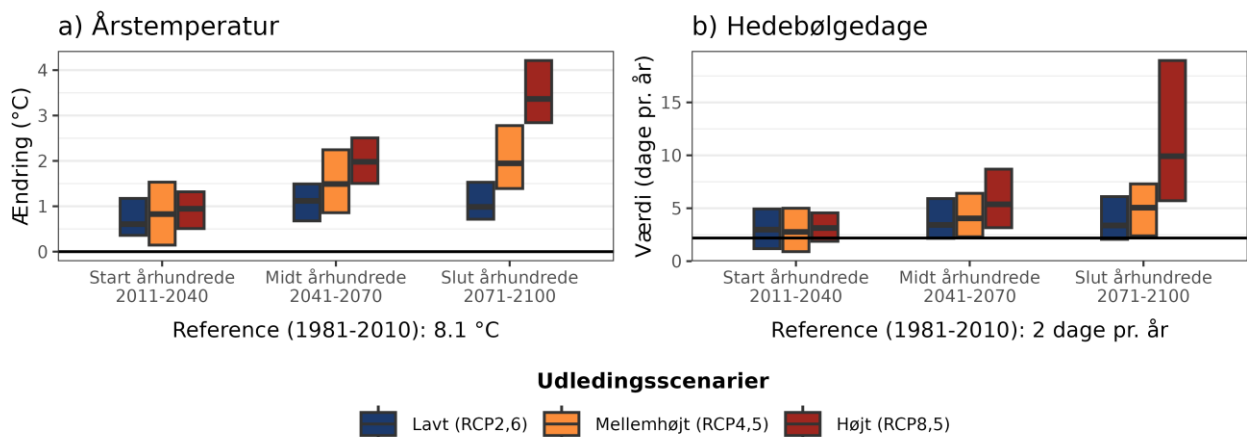 a) Årstemperatur
Ændring (°C)
4
3
2
1
0
Start århundrede
2011-2040
Midt århundrede
2041-2070
Slut århundrede
2071-2100
Reference (1981-2010): 8.1 °C
b) Hedebølgedage
Værdi (dage pr. år)
15
10
5
0
Start århundrede
2011-2040
Midt århundrede
2041-2070
Slut århundrede
2071-2100
Reference (1981-2010): 2 dage pr. år
Udledingsscenarier
Lavt (RCP2,6)
Mellemhøjt (RCP4,5)
Højt (RCP8,5)